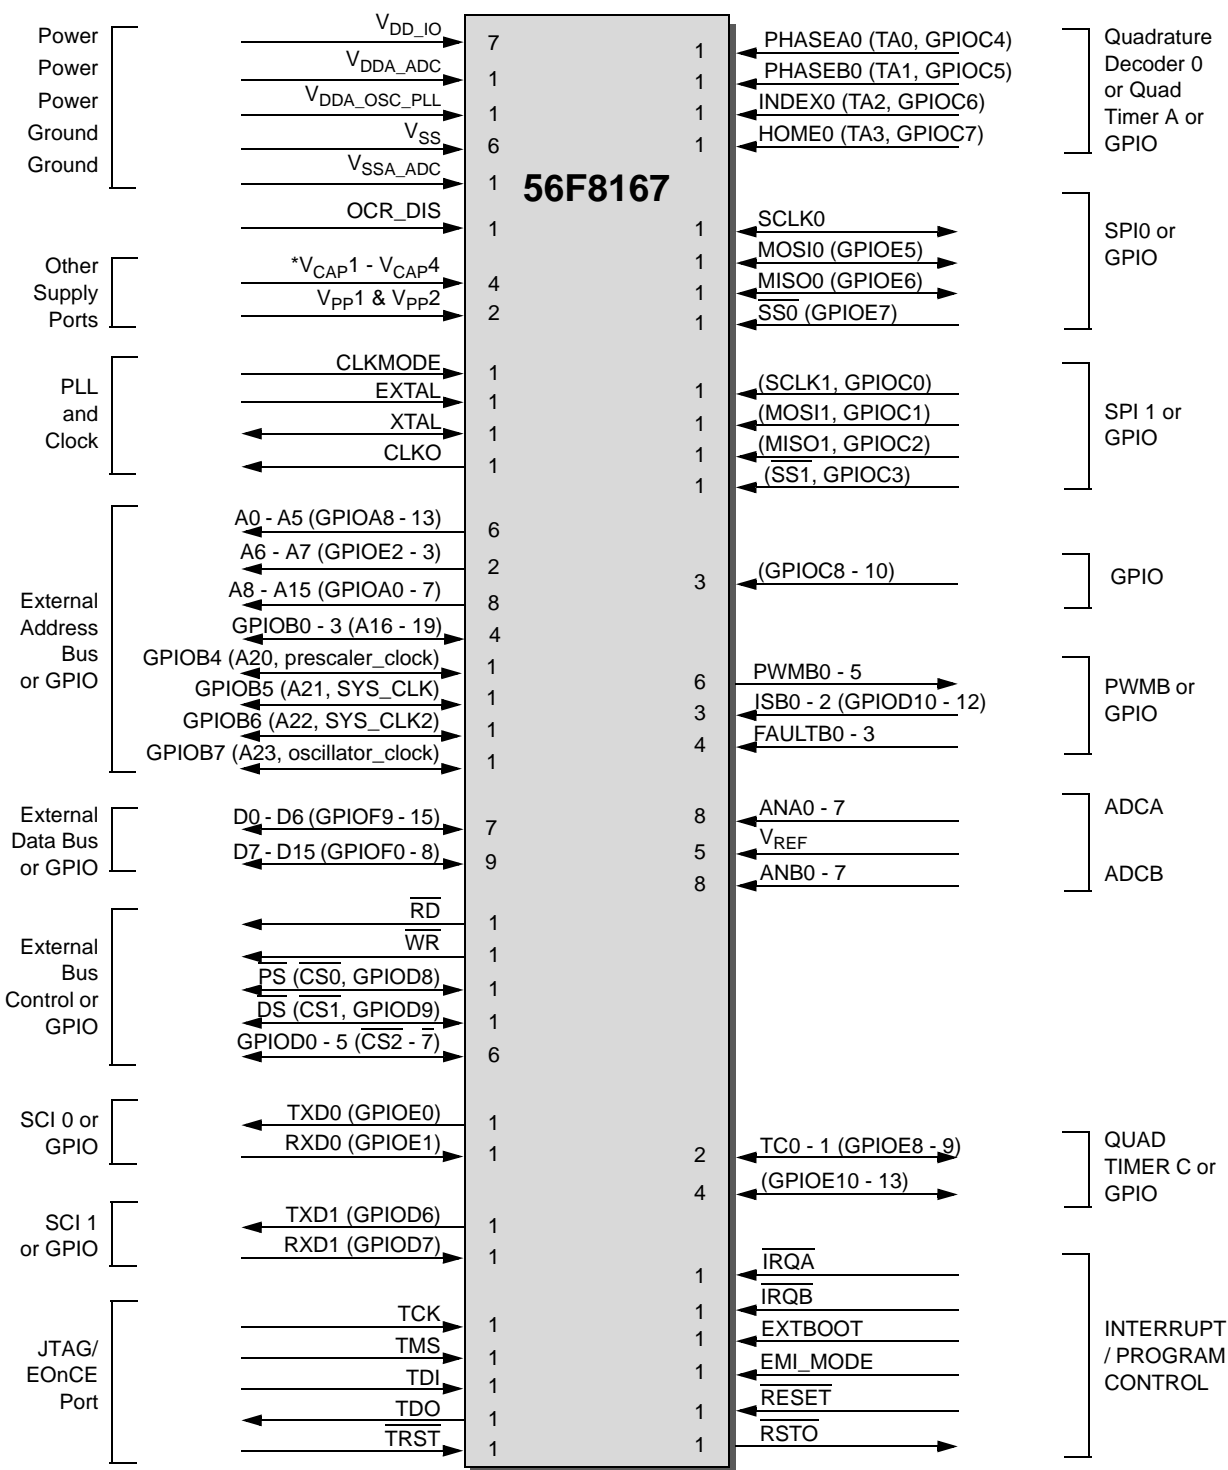 56F8167
Power
Power
Power
Ground
Ground
V_DD_IO
7
V_DDA_ADC
1
V_DDA_OSC_PLL
1
V_SS
6
V_SSA_ADC
1
OCR_DIS
1
Other
Supply
Ports
*V_CAP1 - V_CAP4
4
V_PP1 & V_PP2
2
PLL
and
Clock
CLKMODE
1
EXTAL
1
XTAL
1
CLKO
1
External
Address
Bus
or GPIO
A0 - A5 (GPIOA8 - 13)
6
A6 - A7 (GPIOE2 - 3)
2
A8 - A15 (GPIOA0 - 7)
8
GPIOB0 - 3 (A16 - 19)
4
GPIOB4 (A20, prescaler_clock)
1
GPIOB5 (A21, SYS_CLK)
1
GPIOB6 (A22, SYS_CLK2)
1
GPIOB7 (A23, oscillator_clock)
1
External
Data Bus
or GPIO
D0 - D6 (GPIOF9 - 15)
7
D7 - D15 (GPIOF0 - 8)
9
External
Bus
Control or
GPIO
RD
1
WR
1
PS (CS0, GPIOD8)
1
DS (CS1, GPIOD9)
1
GPIOD0 - 5 (CS2 - 7)
6
SCI 0 or
GPIO
TXD0 (GPIOE0)
1
RXD0 (GPIOE1)
1
SCI 1
or GPIO
TXD1 (GPIOD6)
1
RXD1 (GPIOD7)
1
JTAG/
EOnCE
Port
TCK
1
TMS
1
TDI
1
TDO
1
TRST
1
1
PHASEA0 (TA0, GPIOC4)
1
PHASEB0 (TA1, GPIOC5)
1
INDEX0 (TA2, GPIOC6)
1
HOME0 (TA3, GPIOC7)
Quadrature
Decoder 0
or Quad
Timer A or
GPIO
1
SCLK0
1
MOSI0 (GPIOE5)
1
MISO0 (GPIOE6)
1
SS0 (GPIOE7)
SPI0 or
GPIO
1
(SCLK1, GPIOC0)
1
(MOSI1, GPIOC1)
1
(MISO1, GPIOC2)
1
(SS1, GPIOC3)
SPI 1 or
GPIO
3
(GPIOC8 - 10)
GPIO
6
PWMB0 - 5
3
ISB0 - 2 (GPIOD10 - 12)
4
FAULTB0 - 3
PWMB or
GPIO
8
ANA0 - 7
5
V_REF
8
ANB0 - 7
ADCA
ADCB
2
TC0 - 1 (GPIOE8 - 9)
4
(GPIOE10 - 13)
QUAD
TIMER C or
GPIO
1
IRQA
1
IRQB
1
EXTBOOT
1
EMI_MODE
1
RESET
1
RSTO
INTERRUPT
/ PROGRAM
CONTROL